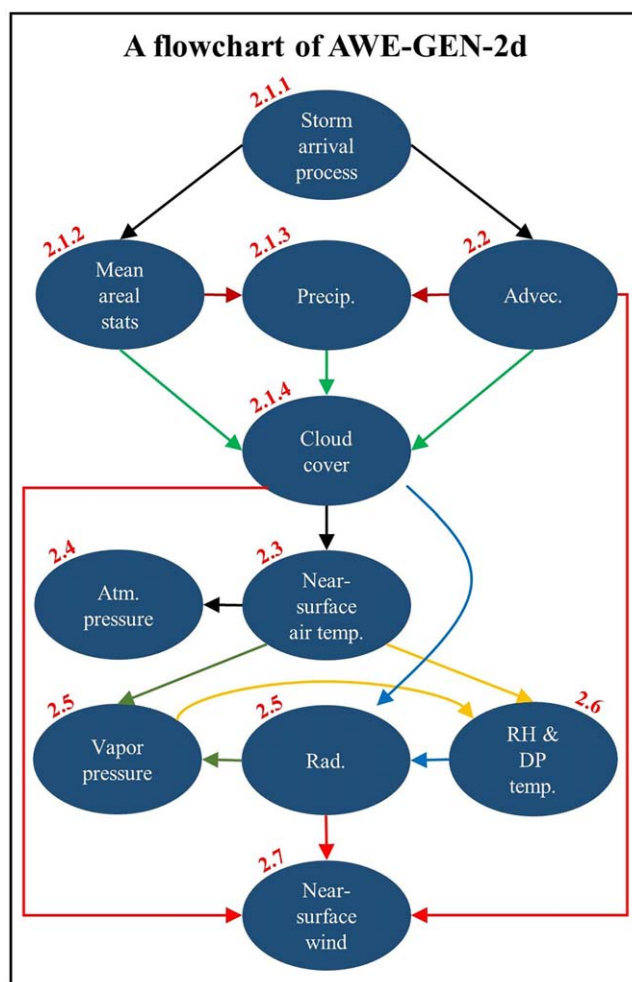 A flowchart of AWE-GEN-2d
2.1.1
Storm
arrival
process
2.1.2
Mean
areal
stats
2.1.3
Precip.
2.2
Advec.
2.1.4
Cloud
cover
2.4
Atm.
pressure
2.3
Near-
surface
air temp.
2.5
Vapor
pressure
2.5
Rad.
2.6
RH &
DP
temp.
2.7
Near-
surface
wind